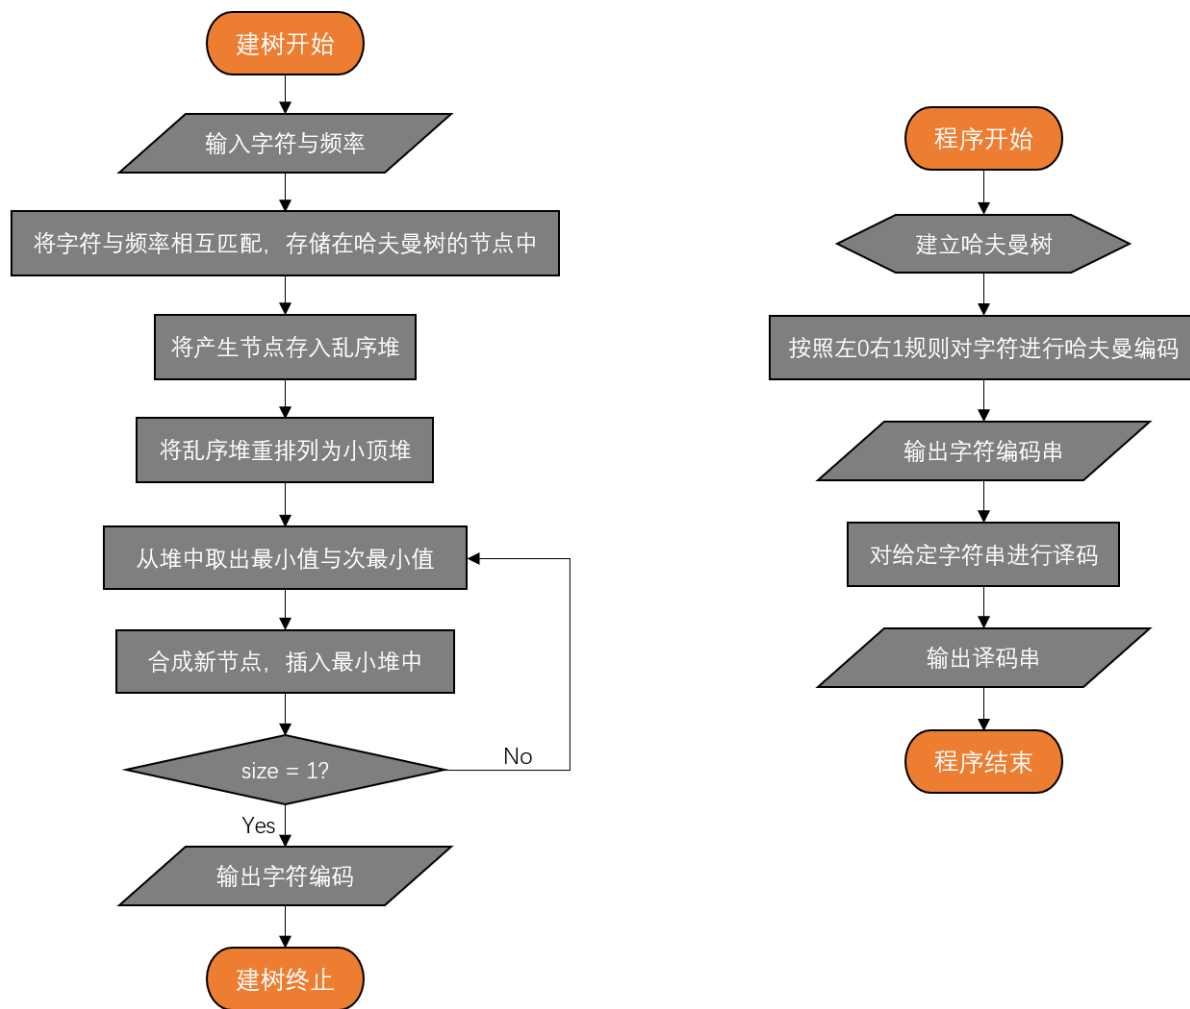 建树开始
输入字符与频率
将字符与频率相互匹配，存储在哈夫曼树的节点中
将产生节点存入乱序堆
将乱序堆重排列为小顶堆
从堆中取出最小值与次最小值
合成新节点，插入最小堆中
size = 1?
No
Yes
输出字符编码
建树终止
程序开始
建立哈夫曼树
按照左0右1规则对字符进行哈夫曼编码
输出字符编码串
对给定字符串进行译码
输出译码串
程序结束